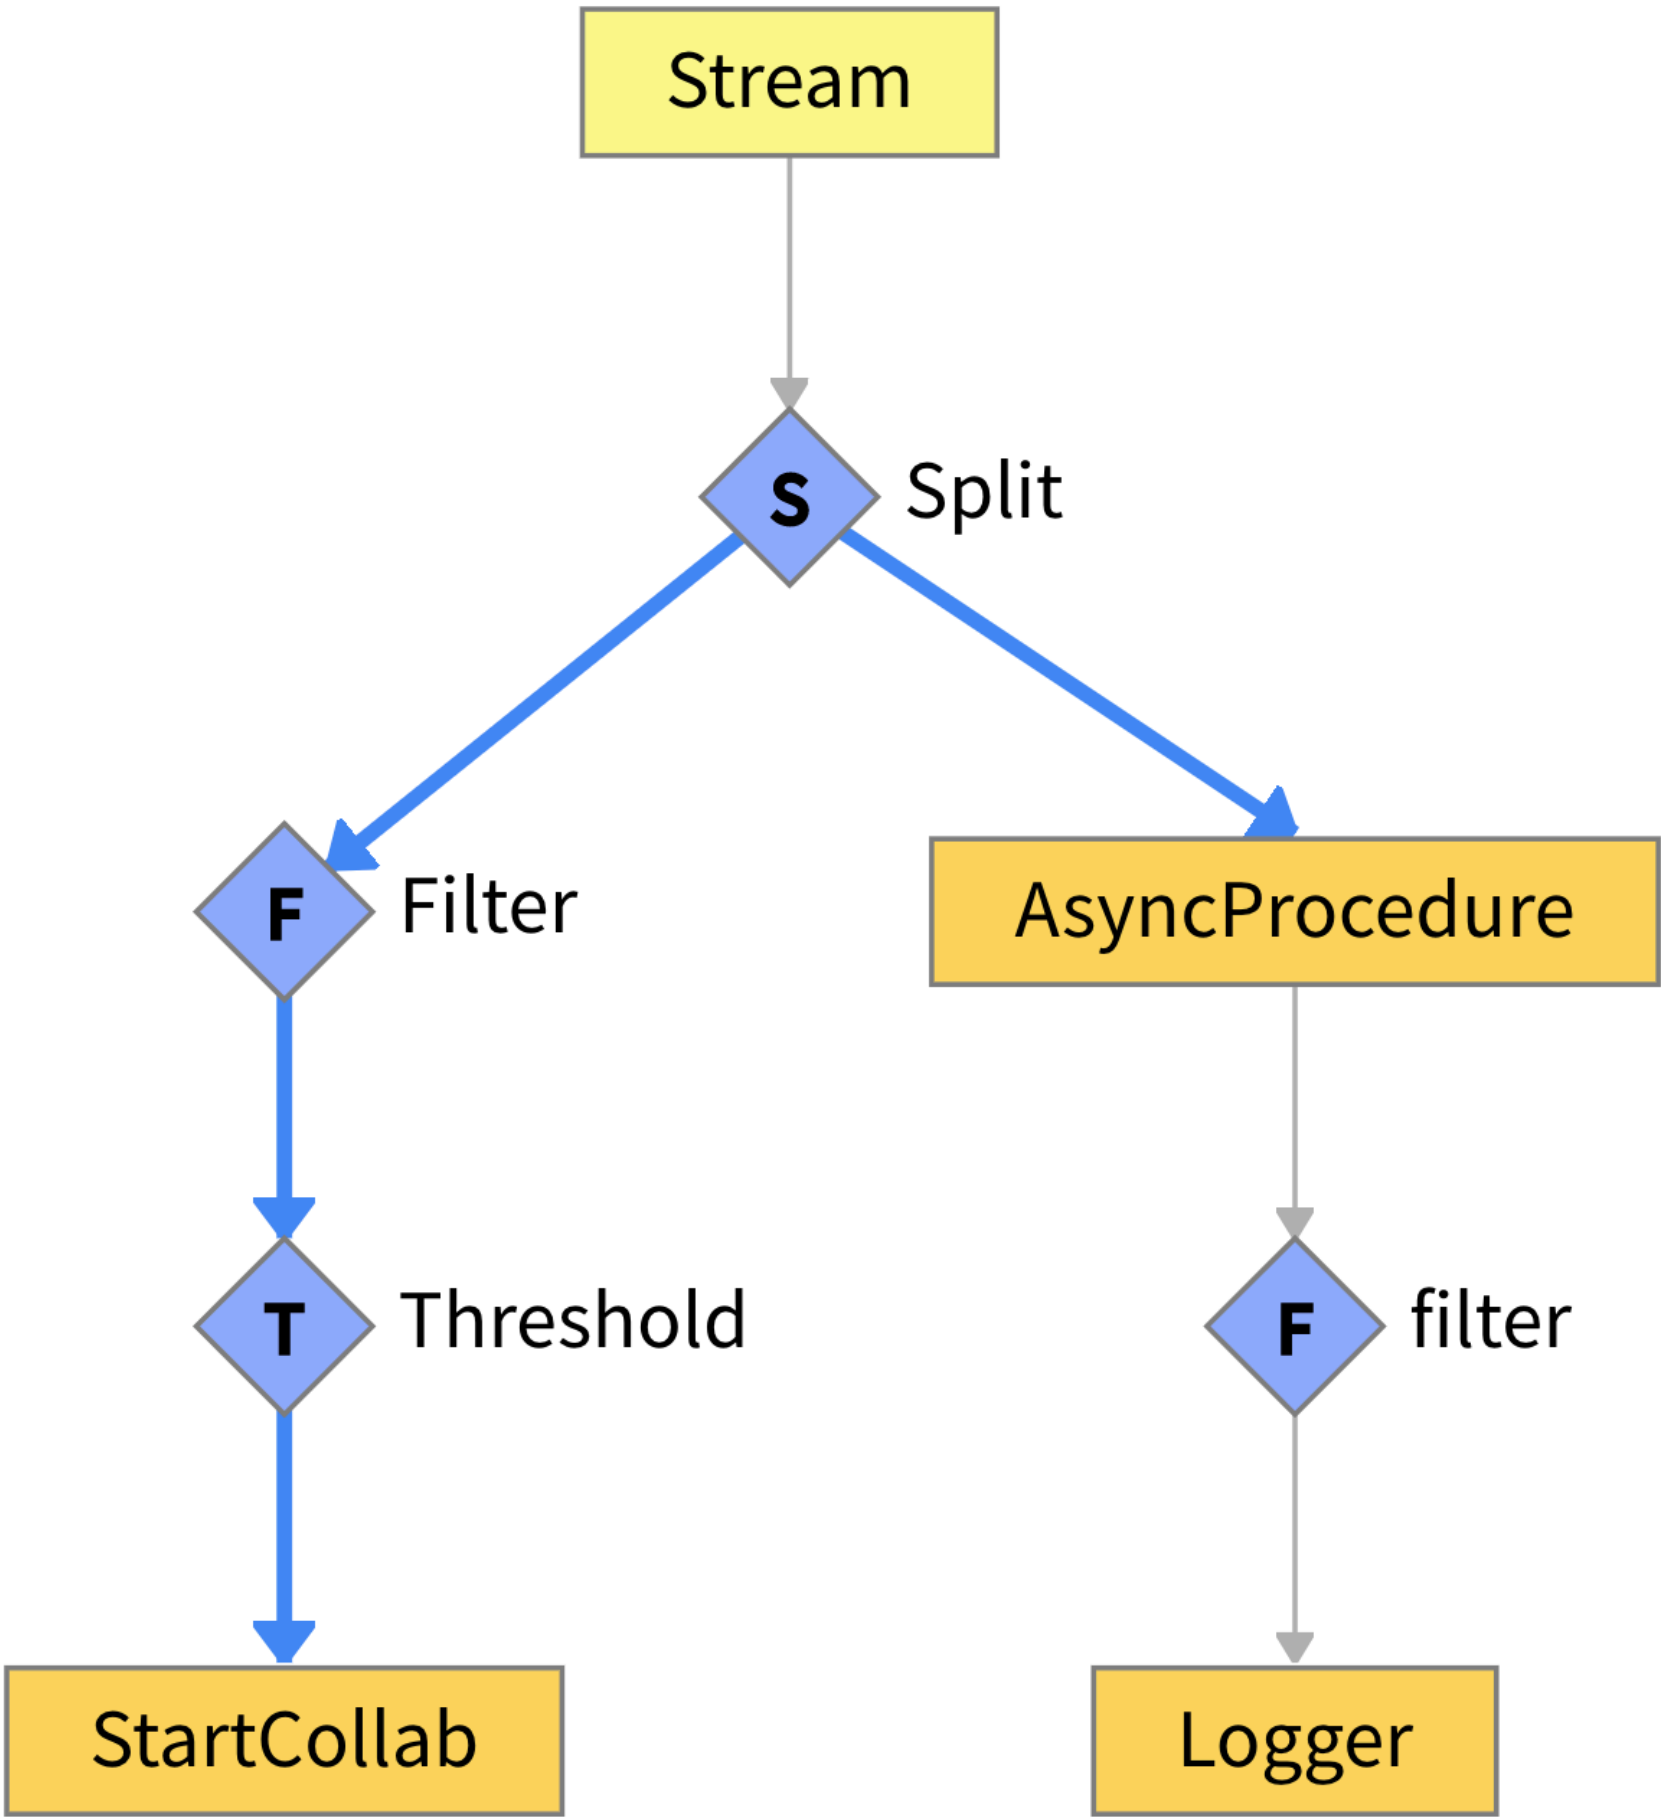 Stream
S
Split
F
Filter
AsyncProcedure
T
Threshold
F
filter
StartCollab
Logger